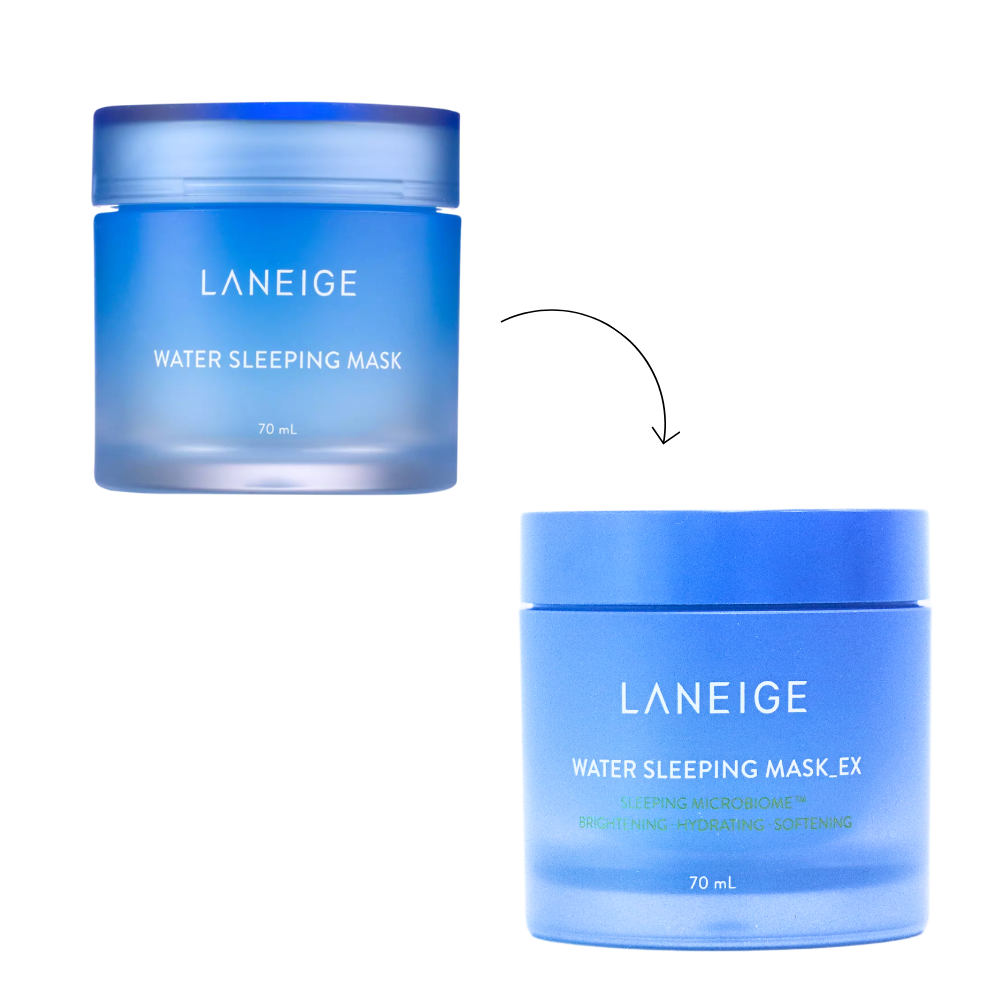 LANEIGE
WATER SLEEPING MASK
70 mL
LANEIGE
WATER SLEEPING MASK_EX
SLEEPING MICROBIOME™
BRIGHTENING · HYDRATING · SOFTENING
70 mL